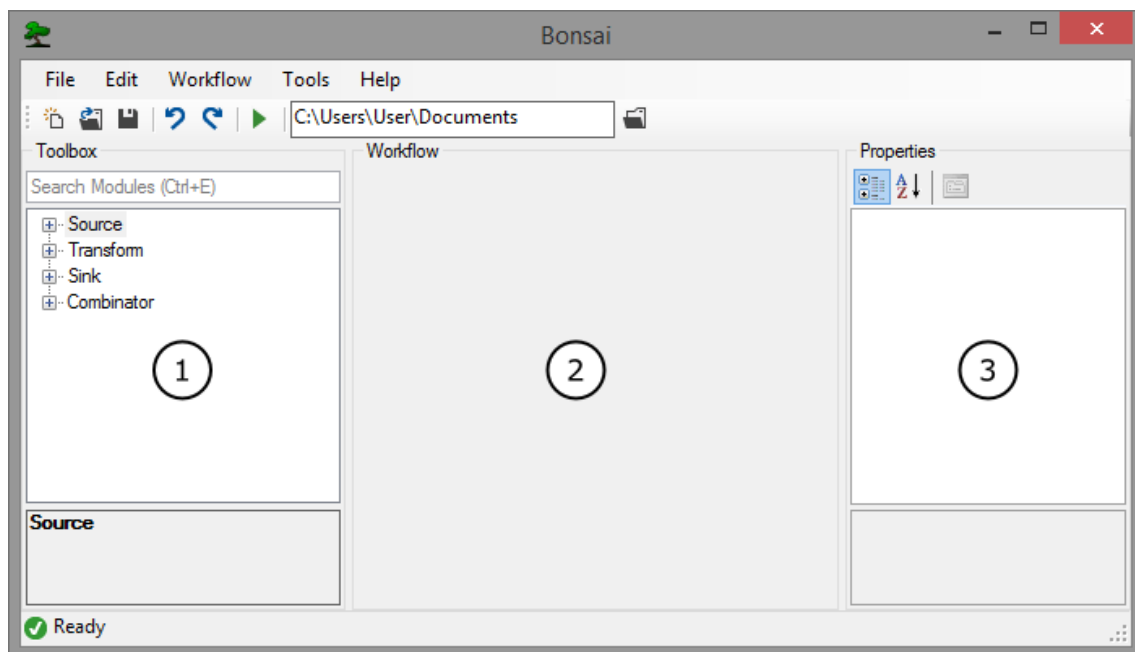 Bonsai
File Edit Workflow Tools Help
C:\Users\User\Documents
Toolbox Workflow Properties
Search Modules (Ctrl+E)
A
Z
Source
Transform
Sink
Combinator
1 2 3
Source
Ready